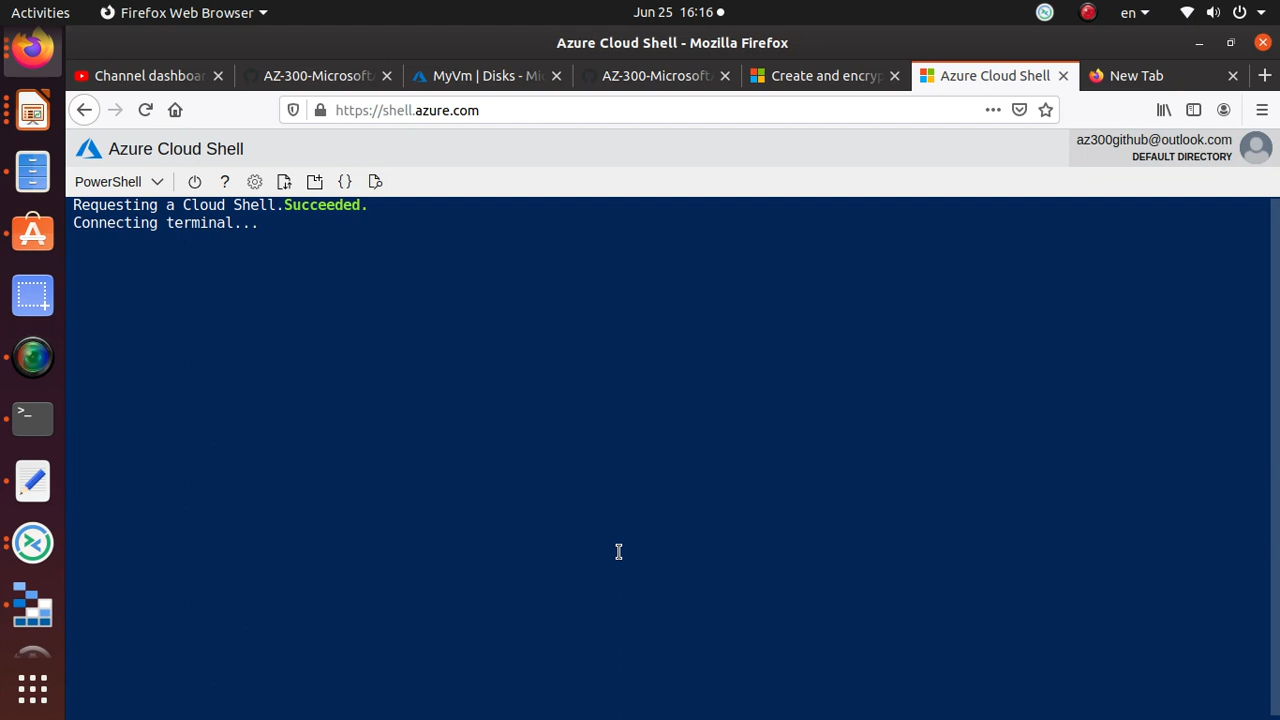 Activities Firefox Web Browser Jun 25 16:16 en
Azure Cloud Shell - Mozilla Firefox
Channel dashboa AZ-300-Microsoft MyVm | Disks - Mi AZ-300-Microsoft Create and encryp Azure Cloud Shell New Tab
https://shell.azure.com
Azure Cloud Shell
az300github@outlook.com
DEFAULT DIRECTORY
PowerShell
Requesting a Cloud Shell.Succeeded.
Connecting terminal...